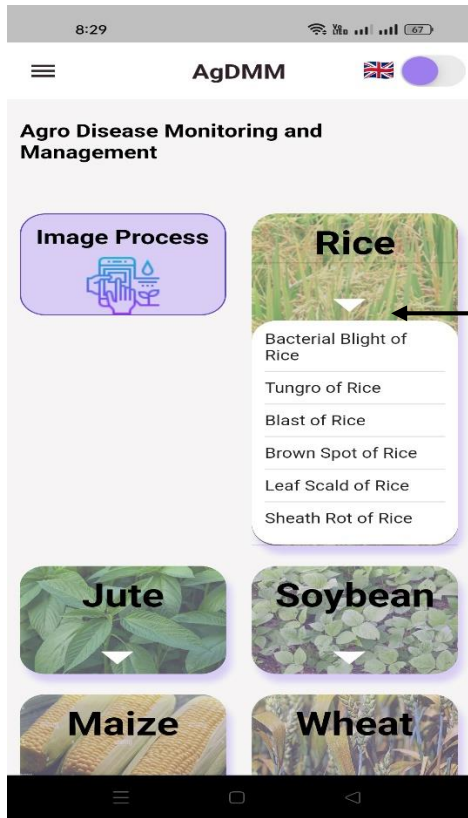 8:29
67
AgDMM
Agro Disease Monitoring and
Management
Image Process
Rice
Bacterial Blight of
Rice
Tungro of Rice
Blast of Rice
Brown Spot of Rice
Leaf Scald of Rice
Sheath Rot of Rice
Jute
Soybean
Maize
Wheat